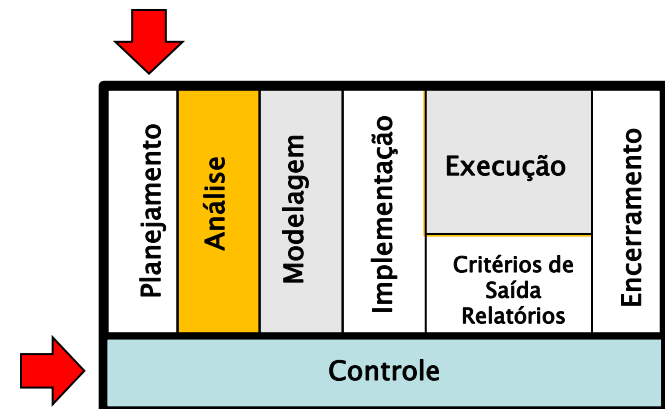 Planejamento
Análise
Modelagem
Implementação
Execução
Critérios de
Saída
Relatórios
Encerramento
Controle